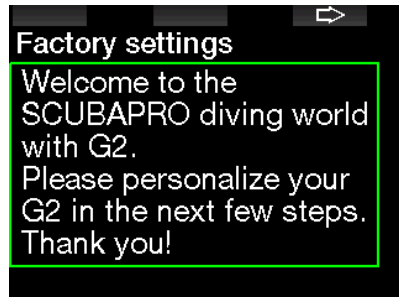 Factory settings
Welcome to the
SCUBAPRO diving world
with G2.
Please personalize your
G2 in the next few steps.
Thank you!